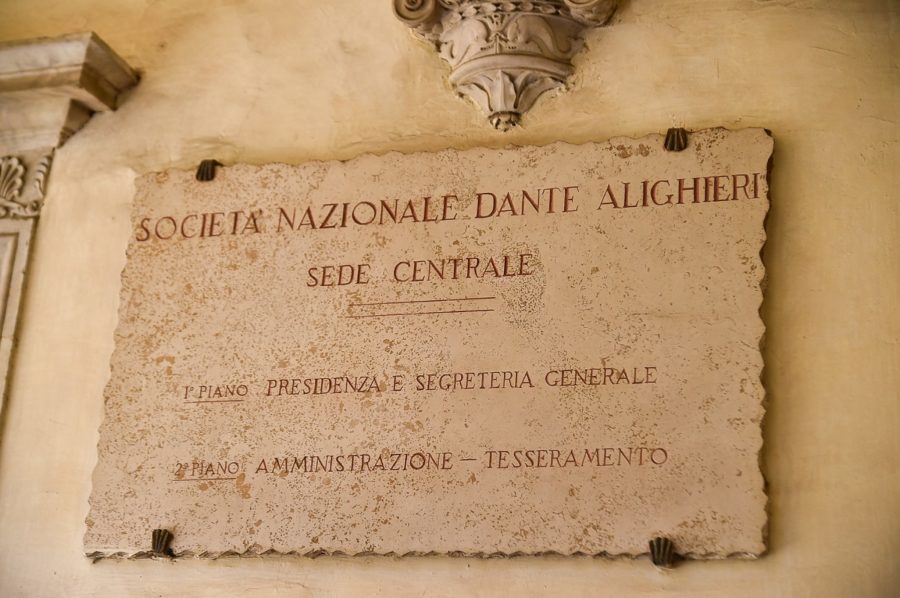 SOCIETA' NAZIONALE DANTE ALIGHIERI
SEDE CENTRALE
1° PIANO PRESIDENZA E SEGRETERIA GENERALE
2° PIANO AMMINISTRAZIONE - TESSERAMENTO